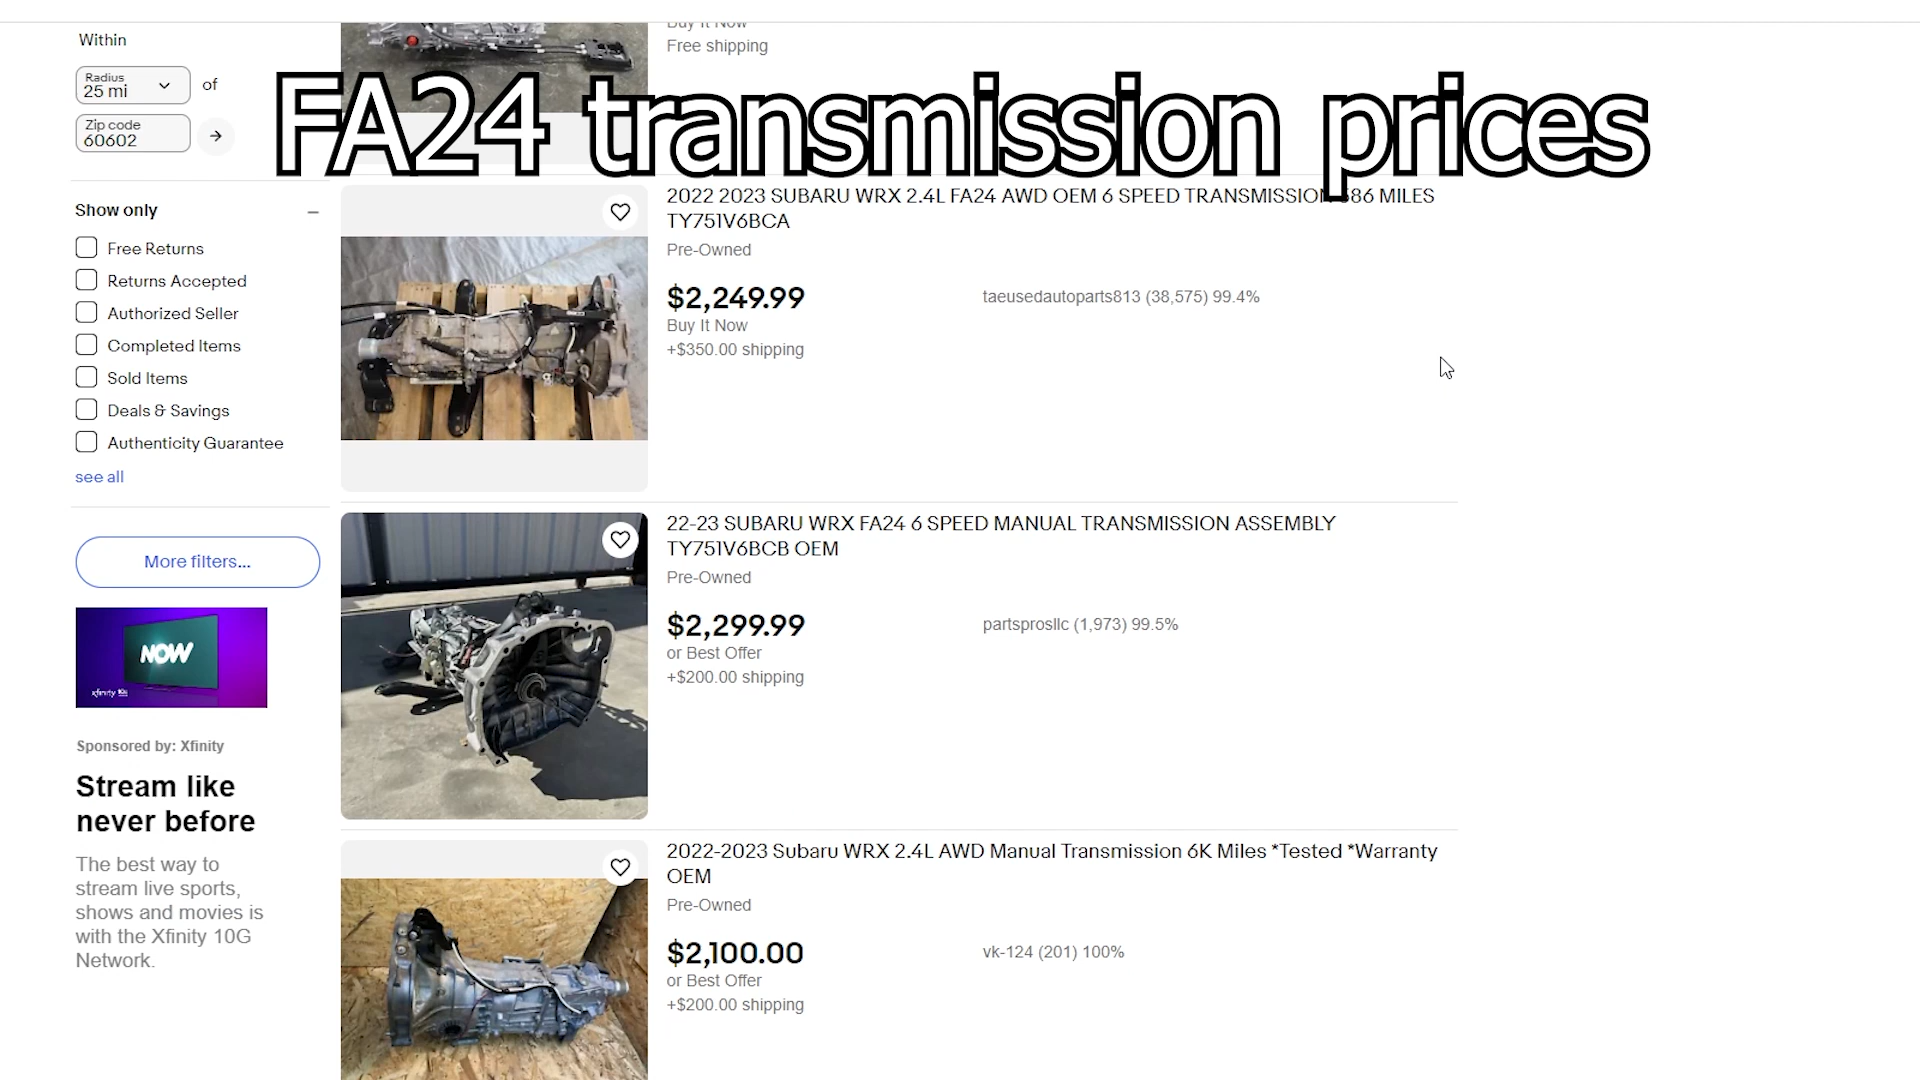 Within
Radius
25 mi
of
Zip code
60602
Show only
Free Returns
Returns Accepted
Authorized Seller
Completed Items
Sold Items
Deals & Savings
Authenticity Guarantee
see all
More filters...
NOW
xfinity
Sponsored by: Xfinity
Stream like
never before
The best way to
stream live sports,
shows and movies is
with the Xfinity 10G
Network.
Buy It Now
Free shipping
FA24 transmission prices
2022 2023 SUBARU WRX 2.4L FA24 AWD OEM 6 SPEED TRANSMISSION MILES
TY751V6BCA
Pre-Owned
$2,249.99
Buy It Now
+$350.00 shipping
taeusedautoparts813 (38,575) 99.4%
22-23 SUBARU WRX FA24 6 SPEED MANUAL TRANSMISSION ASSEMBLY
TY751V6BCB OEM
Pre-Owned
$2,299.99
or Best Offer
+$200.00 shipping
partsprosllc (1,973) 99.5%
2022-2023 Subaru WRX 2.4L AWD Manual Transmission 6K Miles *Tested *Warranty
OEM
Pre-Owned
$2,100.00
or Best Offer
+$200.00 shipping
vk-124 (201) 100%